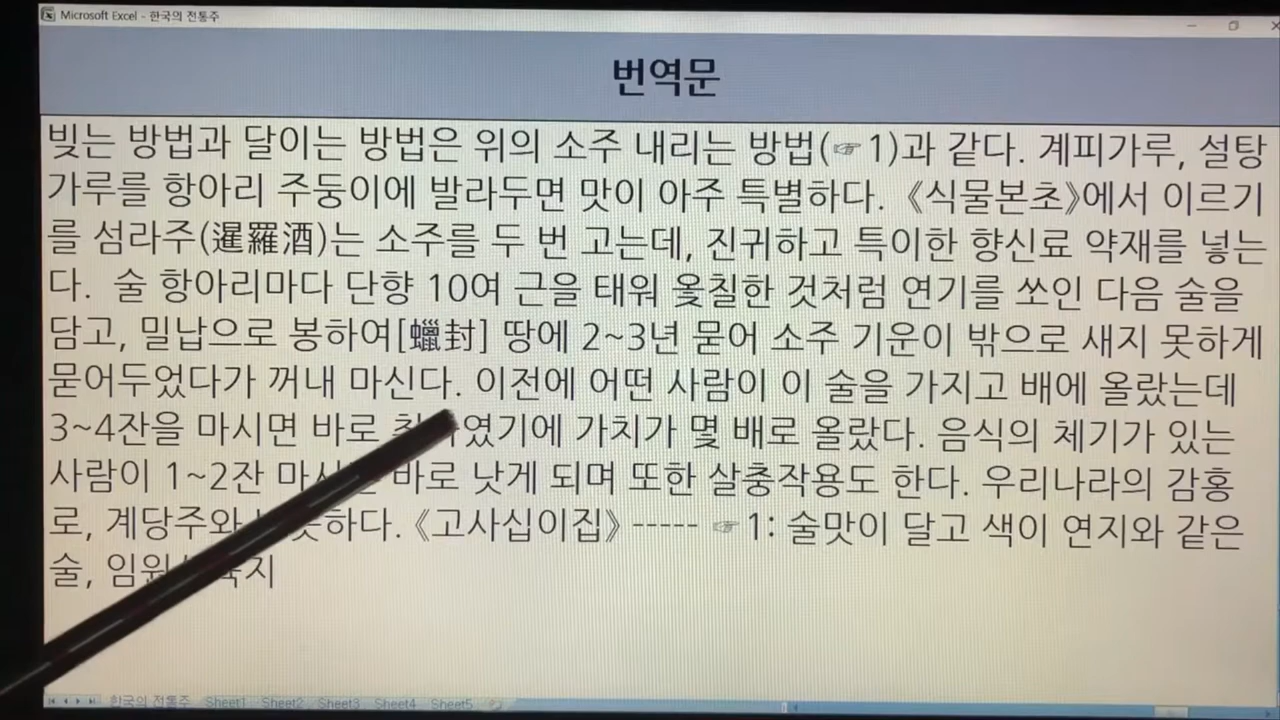 Microsoft Excel - 한국의 전통주
번역문
빚는 방법과 달이는 방법은 위의 소주 내리는 방법(☞1)과 같다. 계피가루, 설탕
가루를 항아리 주둥이에 발라두면 맛이 아주 특별하다. 《식물본초》에서 이르기
를 섬라주(暹羅酒)는 소주를 두 번 고는데, 진귀하고 특이한 향신료 약재를 넣는
다. 술 항아리마다 단향 10여 근을 태워 옻칠한 것처럼 연기를 쏘인 다음 술을
담고, 밀납으로 봉하여[蠟封] 땅에 2~3년 묻어 소주 기운이 밖으로 새지 못하게
묻어두었다가 꺼내 마신다. 이전에 어떤 사람이 이 술을 가지고 배에 올랐는데
3~4잔을 마시면 바로 가치가 몇 배로 올랐다. 음식의 체기가 있는
사람이 1~2잔 바로 낫게 되며 또한 살충작용도 한다. 우리나라의 감홍
로, 계당주와 《고사십이집》 ----- ☞1: 술맛이 달고 색이 연지와 같은
술,
한국의 전통주 Sheet1 Sheet2 Sheet3 Sheet4 Sheet5